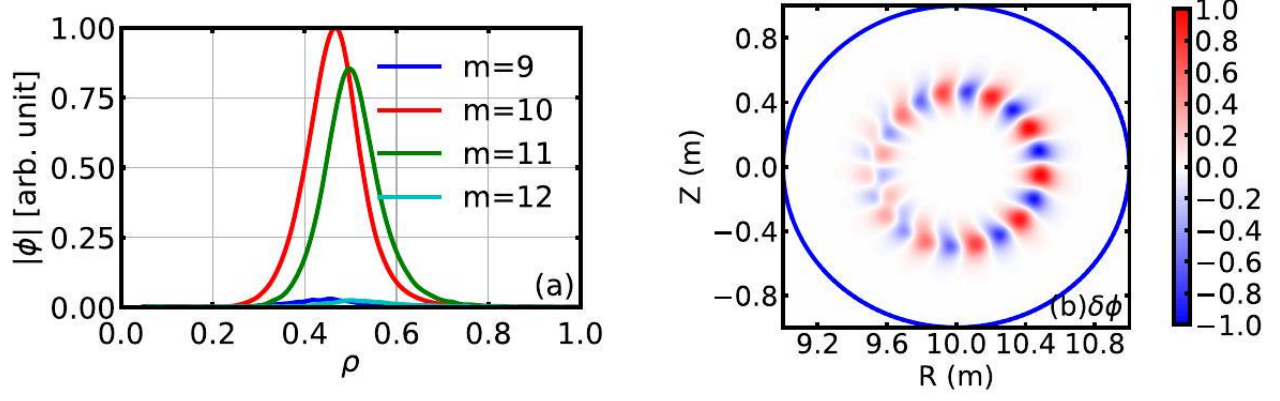 1.00
0.75
0.50
0.25
0.00
|ϕ| [arb. unit]
m=9
m=10
m=11
m=12
(a)
0.0 0.2 0.4 0.6 0.8 1.0
ρ
0.8
0.4
0.0
−0.4
−0.8
Z (m)
(b)δϕ
9.2 9.6 10.0 10.4 10.8
R (m)
1.0
0.8
0.6
0.4
0.2
0.0
−0.2
−0.4
−0.6
−0.8
−1.0